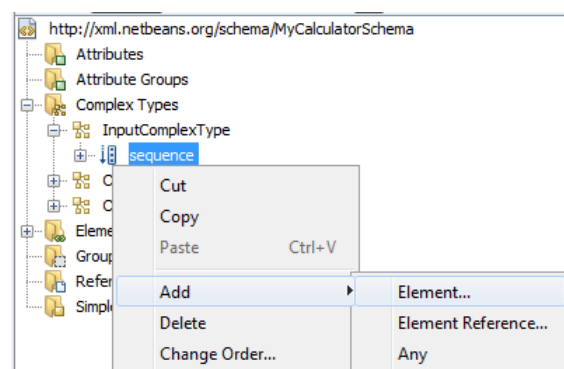 http://xml.netbeans.org/schema/MyCalculatorSchema
Attributes
Attribute Groups
Complex Types
InputComplexType
sequence
Cut
Copy
Paste Ctrl+V
Add Element...
Delete Element Reference...
Change Order... Any